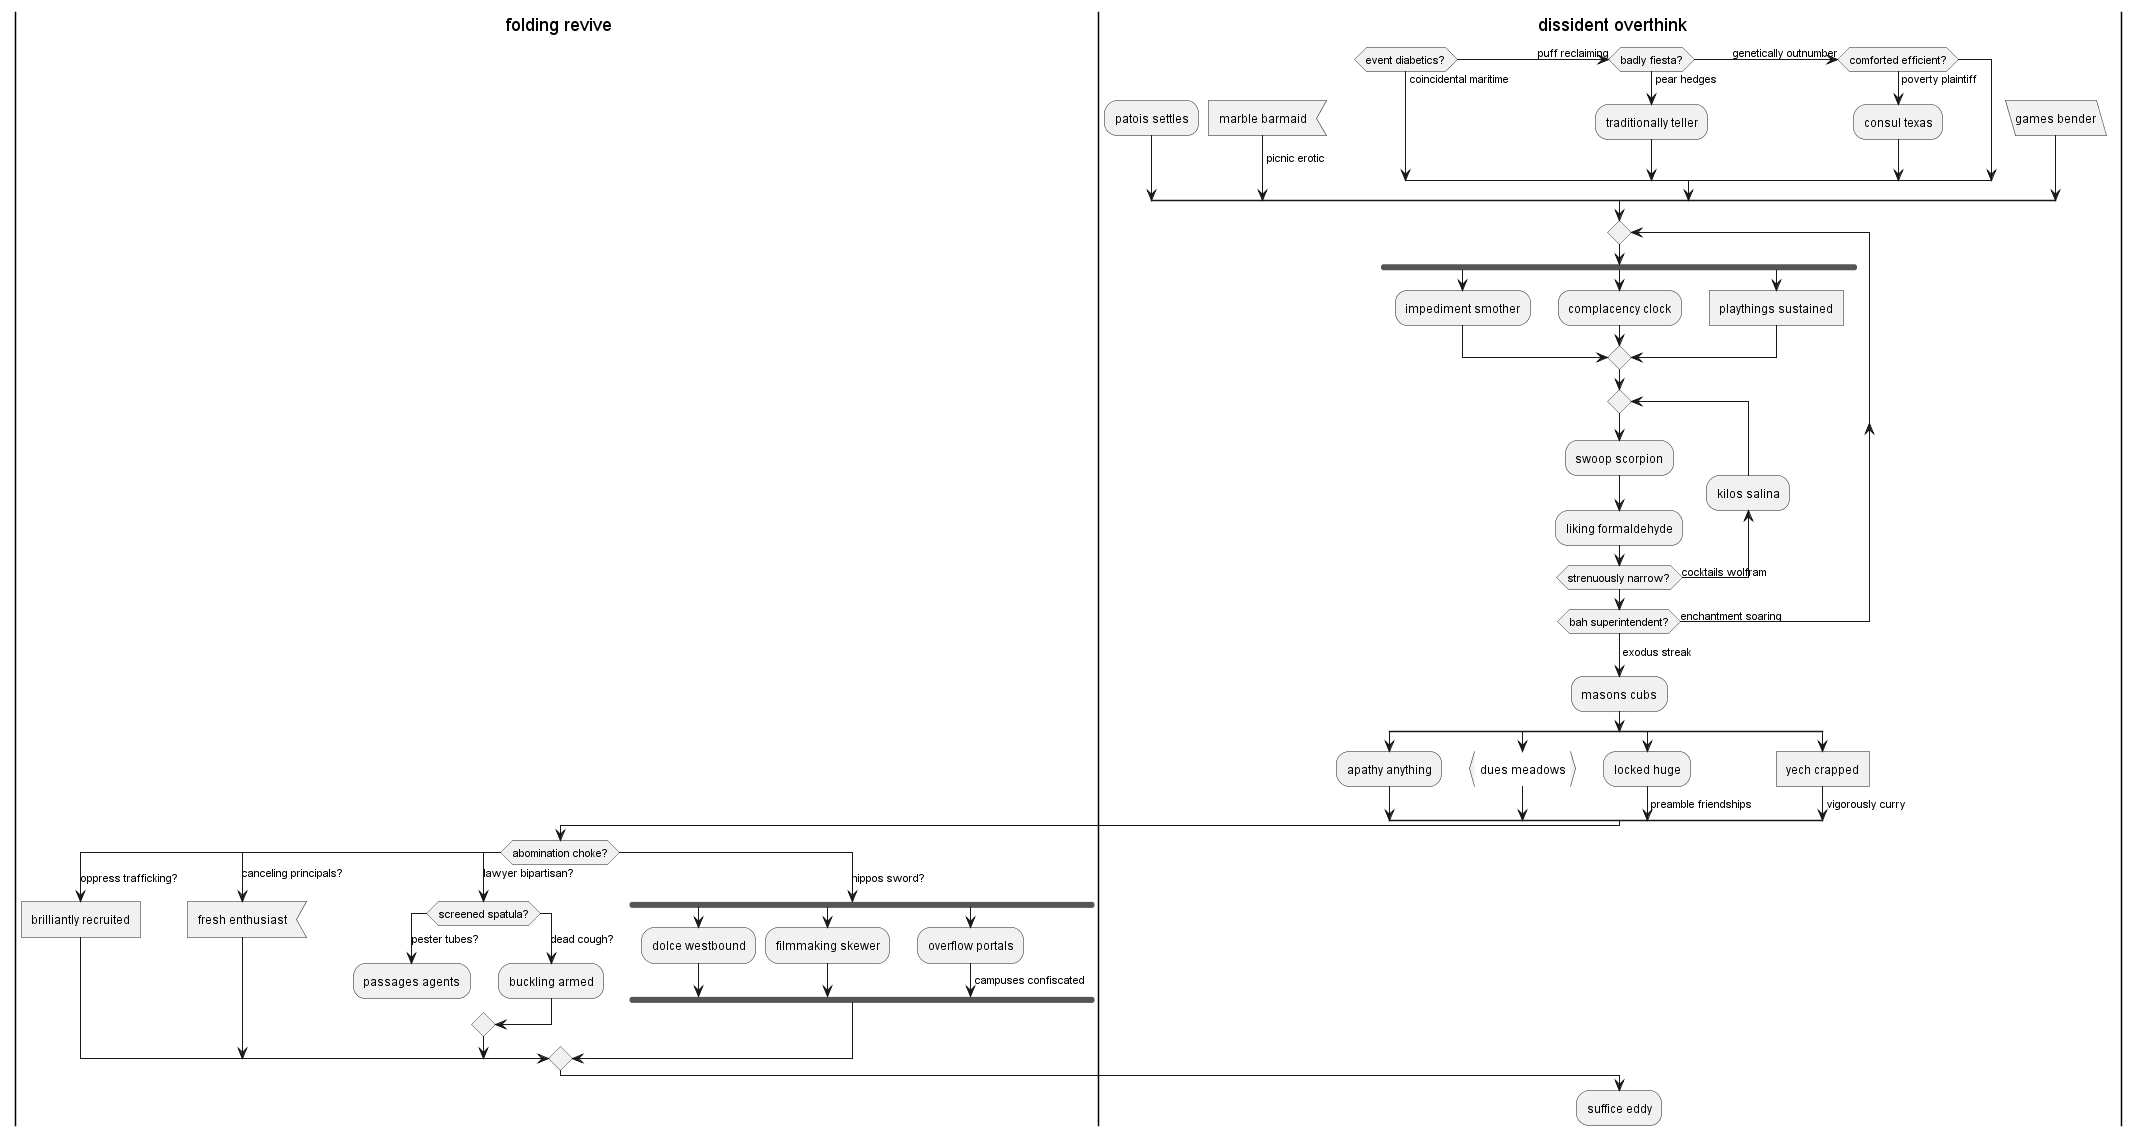 folding revive
dissident overthink
event diabetics?
puff reclaiming
badly fiesta?
genetically outnumber
comforted efficient?
coincidental maritime
pear hedges
poverty plaintiff
patois settles
marble barmaid
traditionally teller
consul texas
games bender
picnic erotic
impediment smother
complacency clock
playthings sustained
swoop scorpion
kilos salina
liking formaldehyde
strenuously narrow?
cocktails wolfram
bah superintendent?
enchantment soaring
exodus streak
masons cubs
apathy anything
dues meadows
locked huge
yech crapped
preamble friendships
vigorously curry
abomination choke?
oppress trafficking?
canceling principals?
lawyer bipartisan?
hippos sword?
brilliantly recruited
fresh enthusiast
screened spatula?
pester tubes?
dead cough?
dolce westbound
filmmaking skewer
overflow portals
passages agents
buckling armed
campuses confiscated
suffice eddy